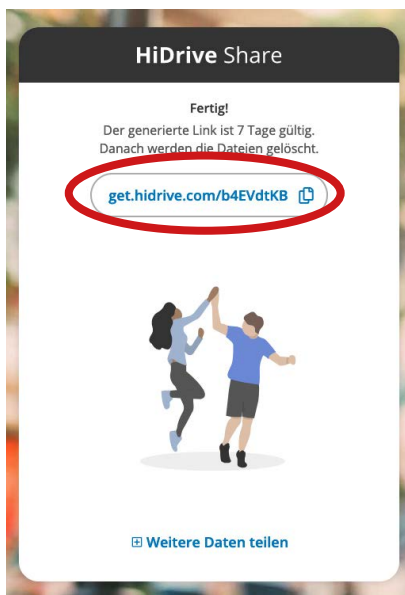 HiDrive Share
Fertig!
Der generierte Link ist 7 Tage gültig.
Danach werden die Dateien gelöscht.
get.hidrive.com/b4EVdtKB
Weitere Daten teilen